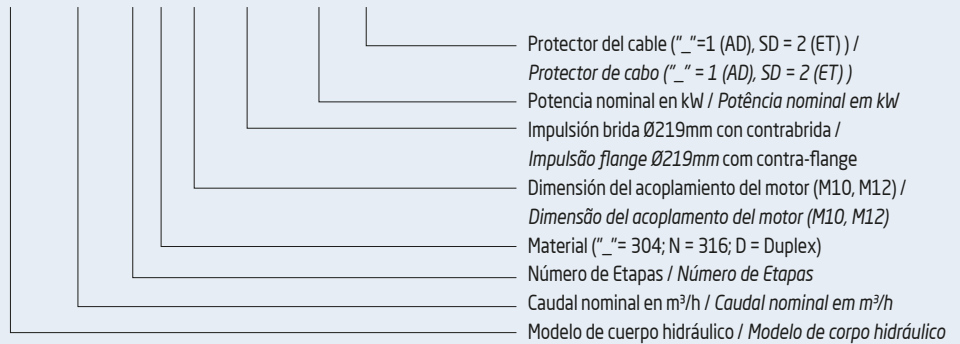 Protector del cable ("_"=1 (AD), SD = 2 (ET) ) /
Protector de cabo ("_" = 1 (AD), SD = 2 (ET) )
Potencia nominal en kW / Potência nominal em kW
Impulsión brida Ø219mm con contrabrida /
Impulsão flange Ø219mm com contra-flange
Dimensión del acoplamiento del motor (M10, M12) /
Dimensão del acoplamento del motor (M10, M12)
Material ("_"= 304; N = 316; D = Duplex)
Número de Etapas / Número de Etapas
Caudal nominal en m³/h / Caudal nominal em m³/h
Modelo de cuerpo hidráulico / Modelo de corpo hidráulico